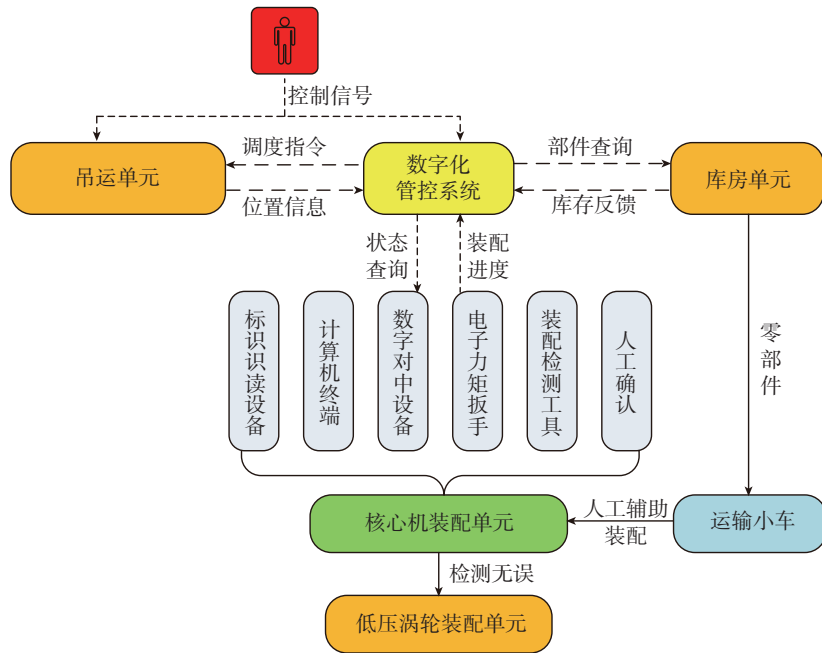 控制信号
调度指令
部件查询
吊运单元
数字化
管控系统
库房单元
位置信息
库存反馈
状态
查询
装配
进度
标识识读设备
计算机终端
数字对中设备
电子力矩扳手
装配检测工具
人工确认
零部件
核心机装配单元
人工辅助
装配
运输小车
检测无误
低压涡轮装配单元